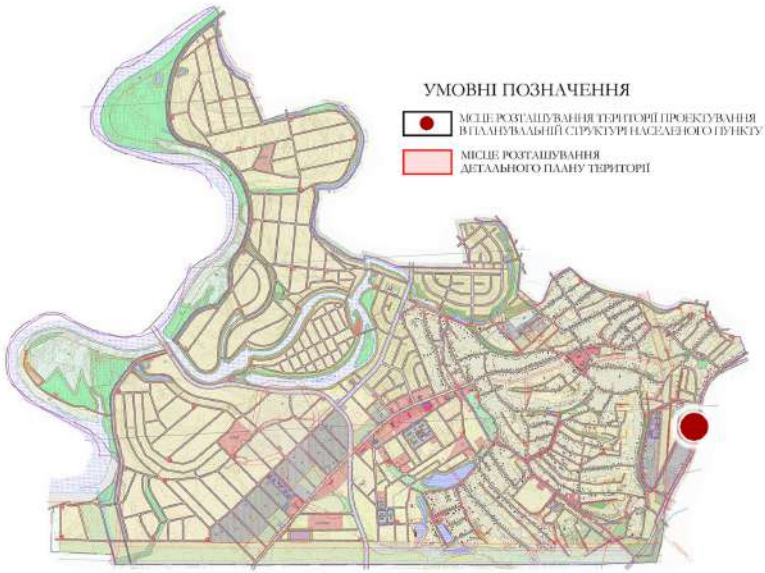 УМОВНІ ПОЗНАЧЕННЯ
МІСЦЕ РОЗТАШУВАННЯ ТЕРИТОРІЇ ПРОЕКТУВАННЯ
В ПЛАНУВАЛЬНІЙ СТРУКТУРІ НАСЕЛЕНОГО ПУНКТУ
МІСЦЕ РОЗТАШУВАННЯ
ДЕТАЛЬНОГО ПЛАНУ ТЕРИТОРІЇ